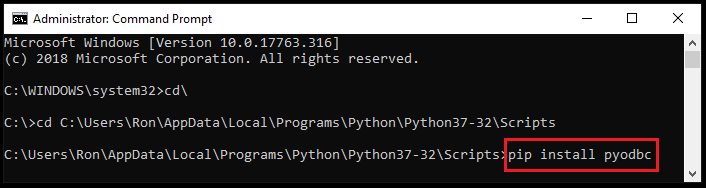 Administrator: Command Prompt
Microsoft Windows [Version 10.0.17763.316]
(c) 2018 Microsoft Corporation. All rights reserved.
C:\WINDOWS\system32>cd\
C:\>cd C:\Users\Ron\AppData\Local\Programs\Python\Python37-32\Scripts
C:\Users\Ron\AppData\Local\Programs\Python\Python37-32\Scripts>pip install pyodbc